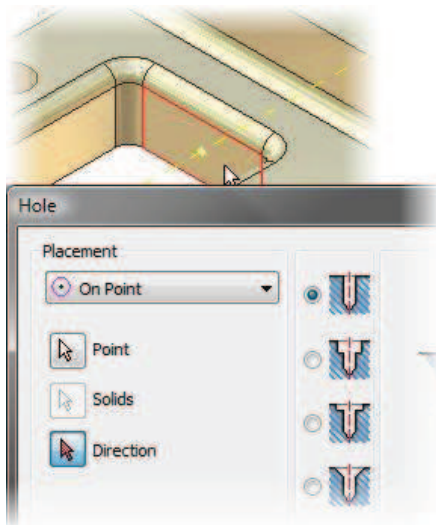 Hole
Placement
On Point
Point
Solids
Direction